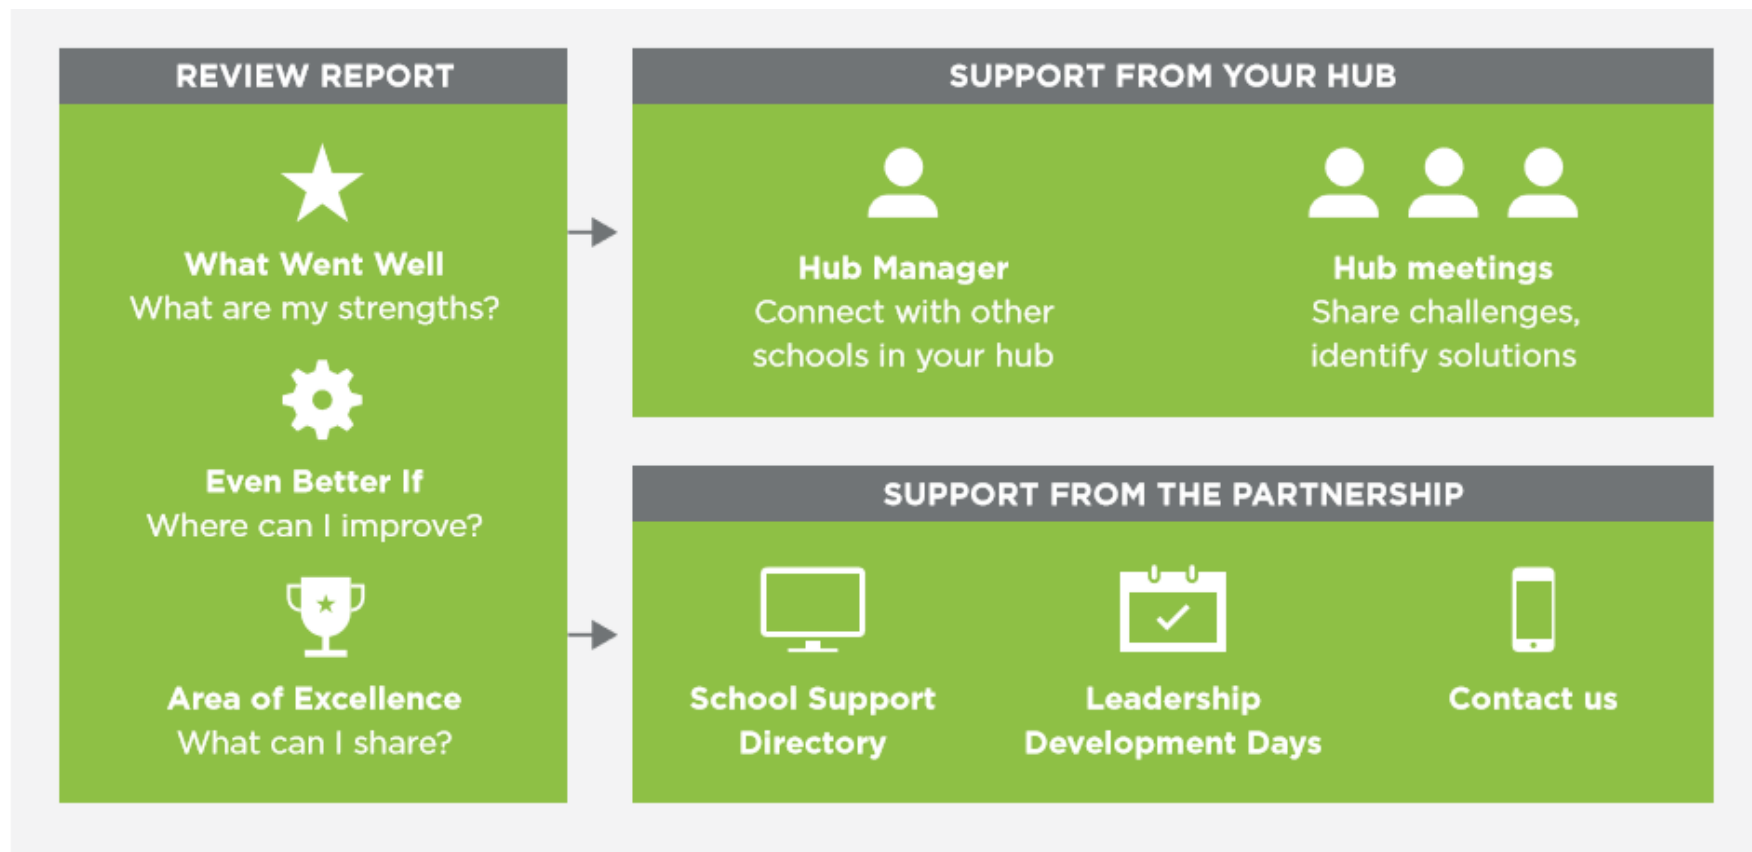 REVIEW REPORT
What Went Well
What are my strengths?
Even Better If
Where can I improve?
Area of Excellence
What can I share?
SUPPORT FROM YOUR HUB
Hub Manager
Connect with other
schools in your hub
Hub meetings
Share challenges,
identify solutions
SUPPORT FROM THE PARTNERSHIP
School Support
Directory
Leadership
Development Days
Contact us